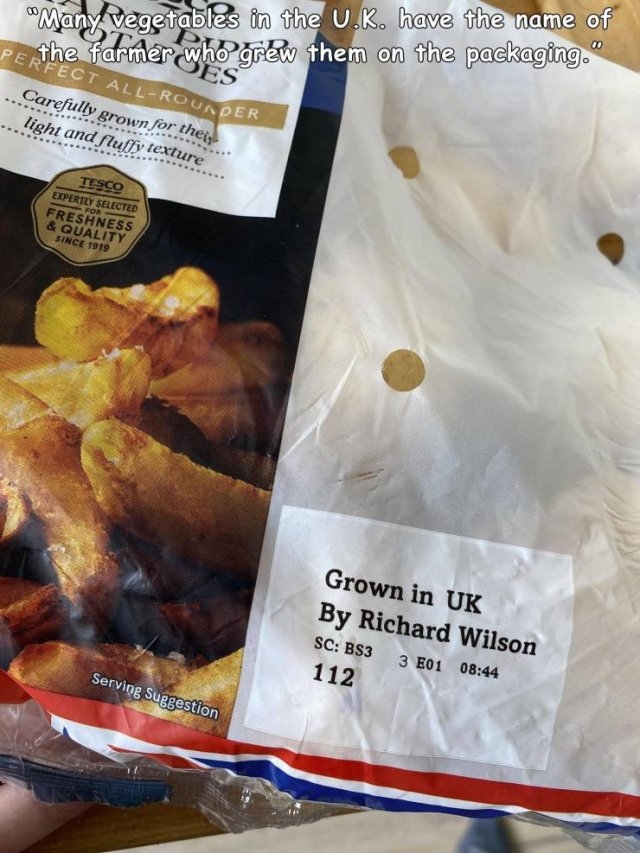 "Many vegetables in the U.K. have the name of
the farmer who grew them on the packaging."
POTATOES
PERFECT ALL-ROUNDER
Carefully grown for their
light and fluffy texture
TESCO
EXPERTLY SELECTED
FOR
FRESHNESS
& QUALITY
SINCE 1919
Serving Suggestion
Grown in UK
By Richard Wilson
SC: BS3 3 E01 08:44
112